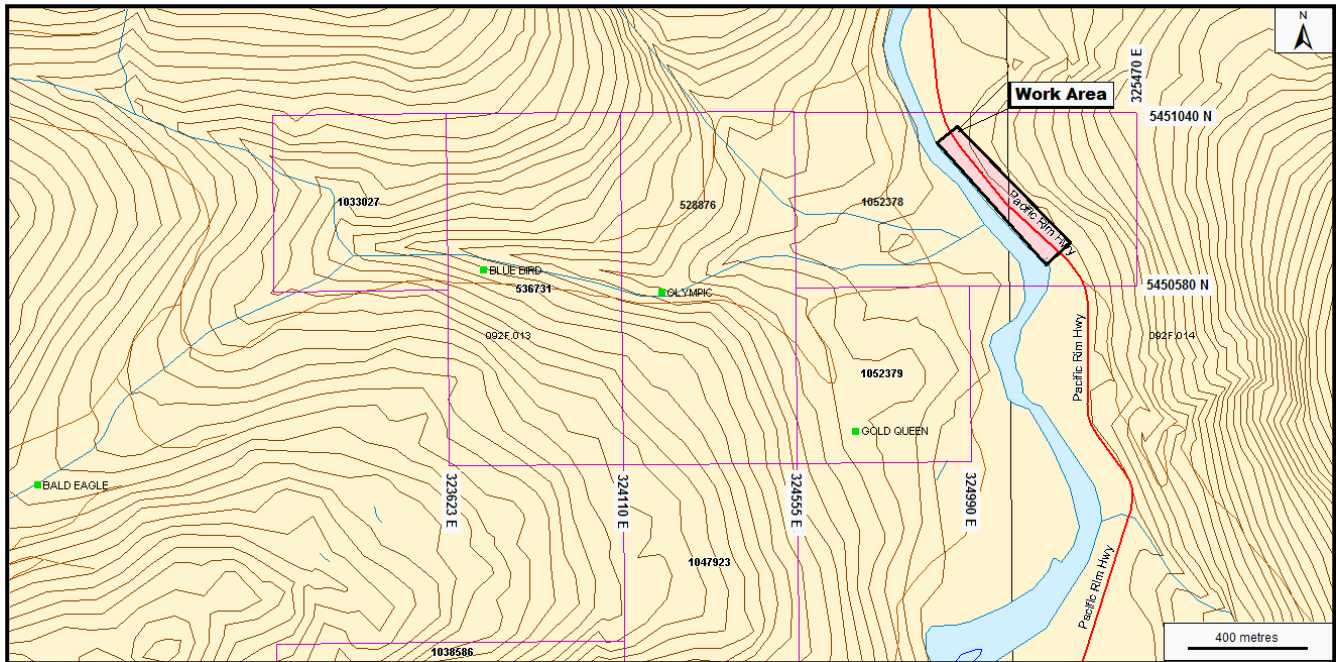 N
325470 E
Work Area
5451040 N
1033027
528876
1052378
Pacific Rim Hwy
BLUE BIRD
OLYMPIC
536731
5450580 N
092F.013
092F.014
Pacific Rim Hwy
1052379
GOLD QUEEN
BALD EAGLE
323623 E
324110 E
324555 E
324990 E
1047923
Pacific Rim Hwy
400 metres
1038586